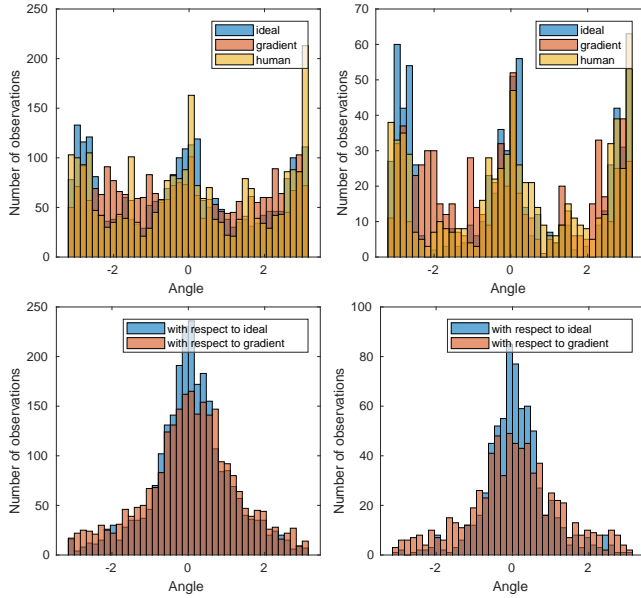 250
200
150
100
50
0
Number of observations
-2
0
2
Angle
ideal
gradient
human
70
60
50
40
30
20
10
0
Number of observations
-2
0
2
Angle
ideal
gradient
human
250
200
150
100
50
0
Number of observations
-2
0
2
Angle
with respect to ideal
with respect to gradient
100
80
60
40
20
0
Number of observations
-2
0
2
Angle
with respect to ideal
with respect to gradient